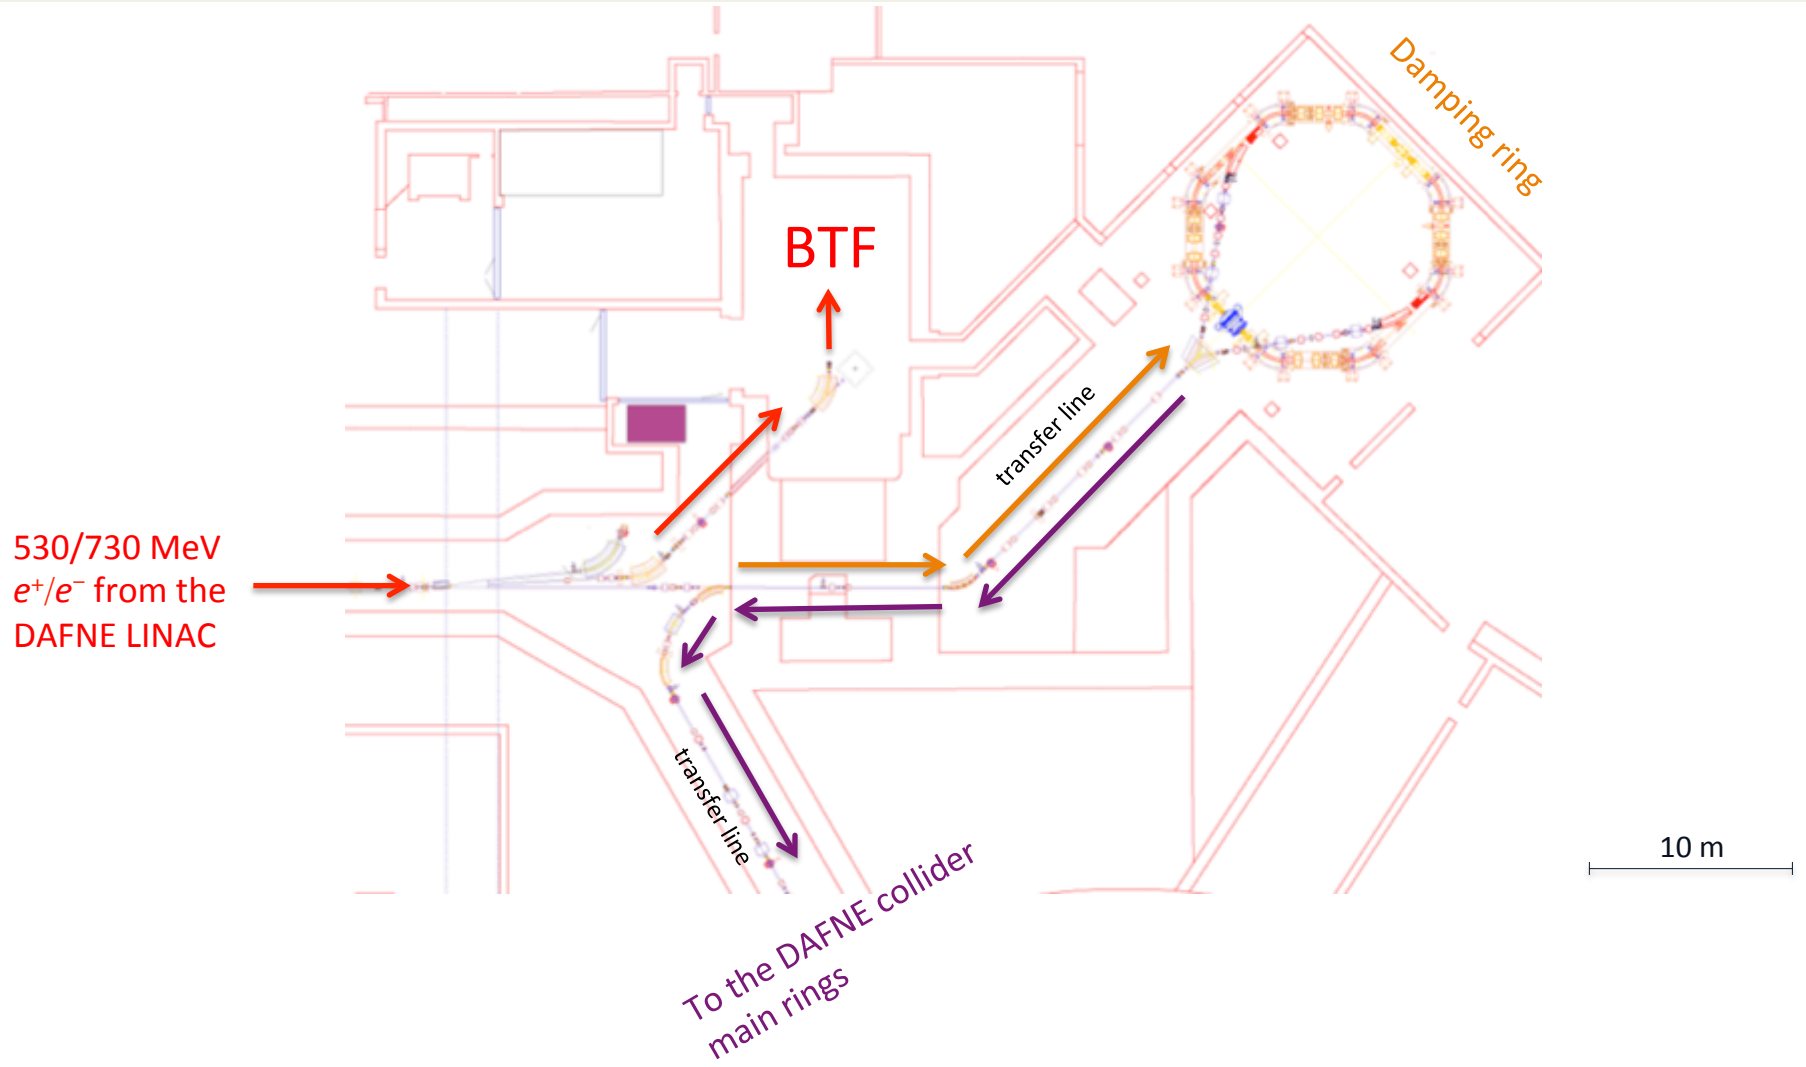 Damping ring
BTF
transfer line
530/730 MeV
e⁺/e⁻ from the
DAFNE LINAC
transfer line
10 m
To the DAFNE collider
main rings